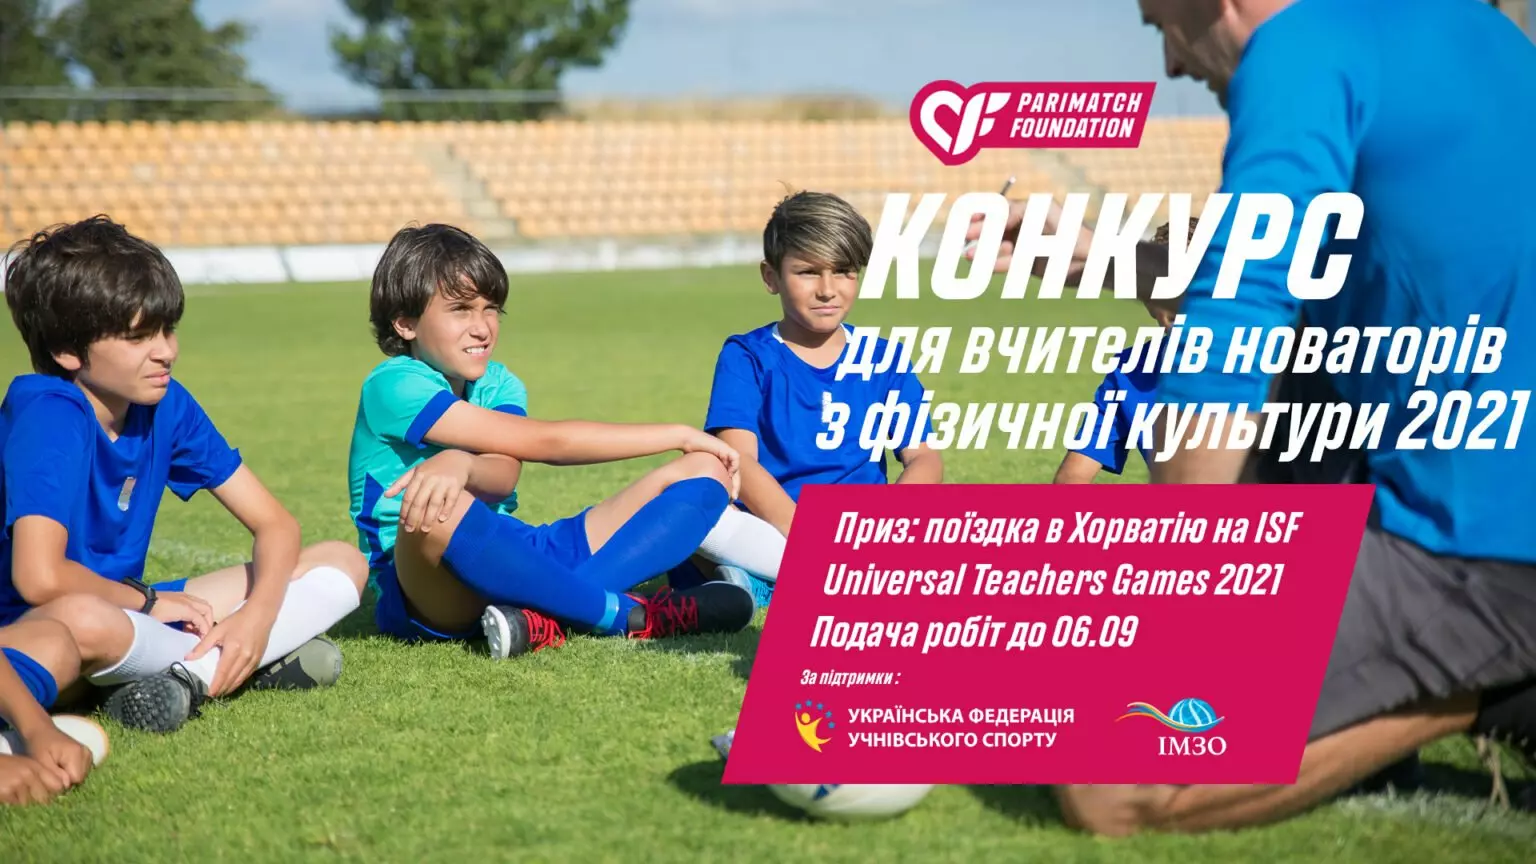 PARIMATCH
FOUNDATION
КОНКУРС
для вчителів новаторів
з фізичної культури 2021
Приз: поїздка в Хорватію на ISF
Universal Teachers Games 2021
Подача робіт до 06.09
За підтримки :
УКРАЇНСЬКА ФЕДЕРАЦІЯ
УЧНІВСЬКОГО СПОРТУ
ІМЗО